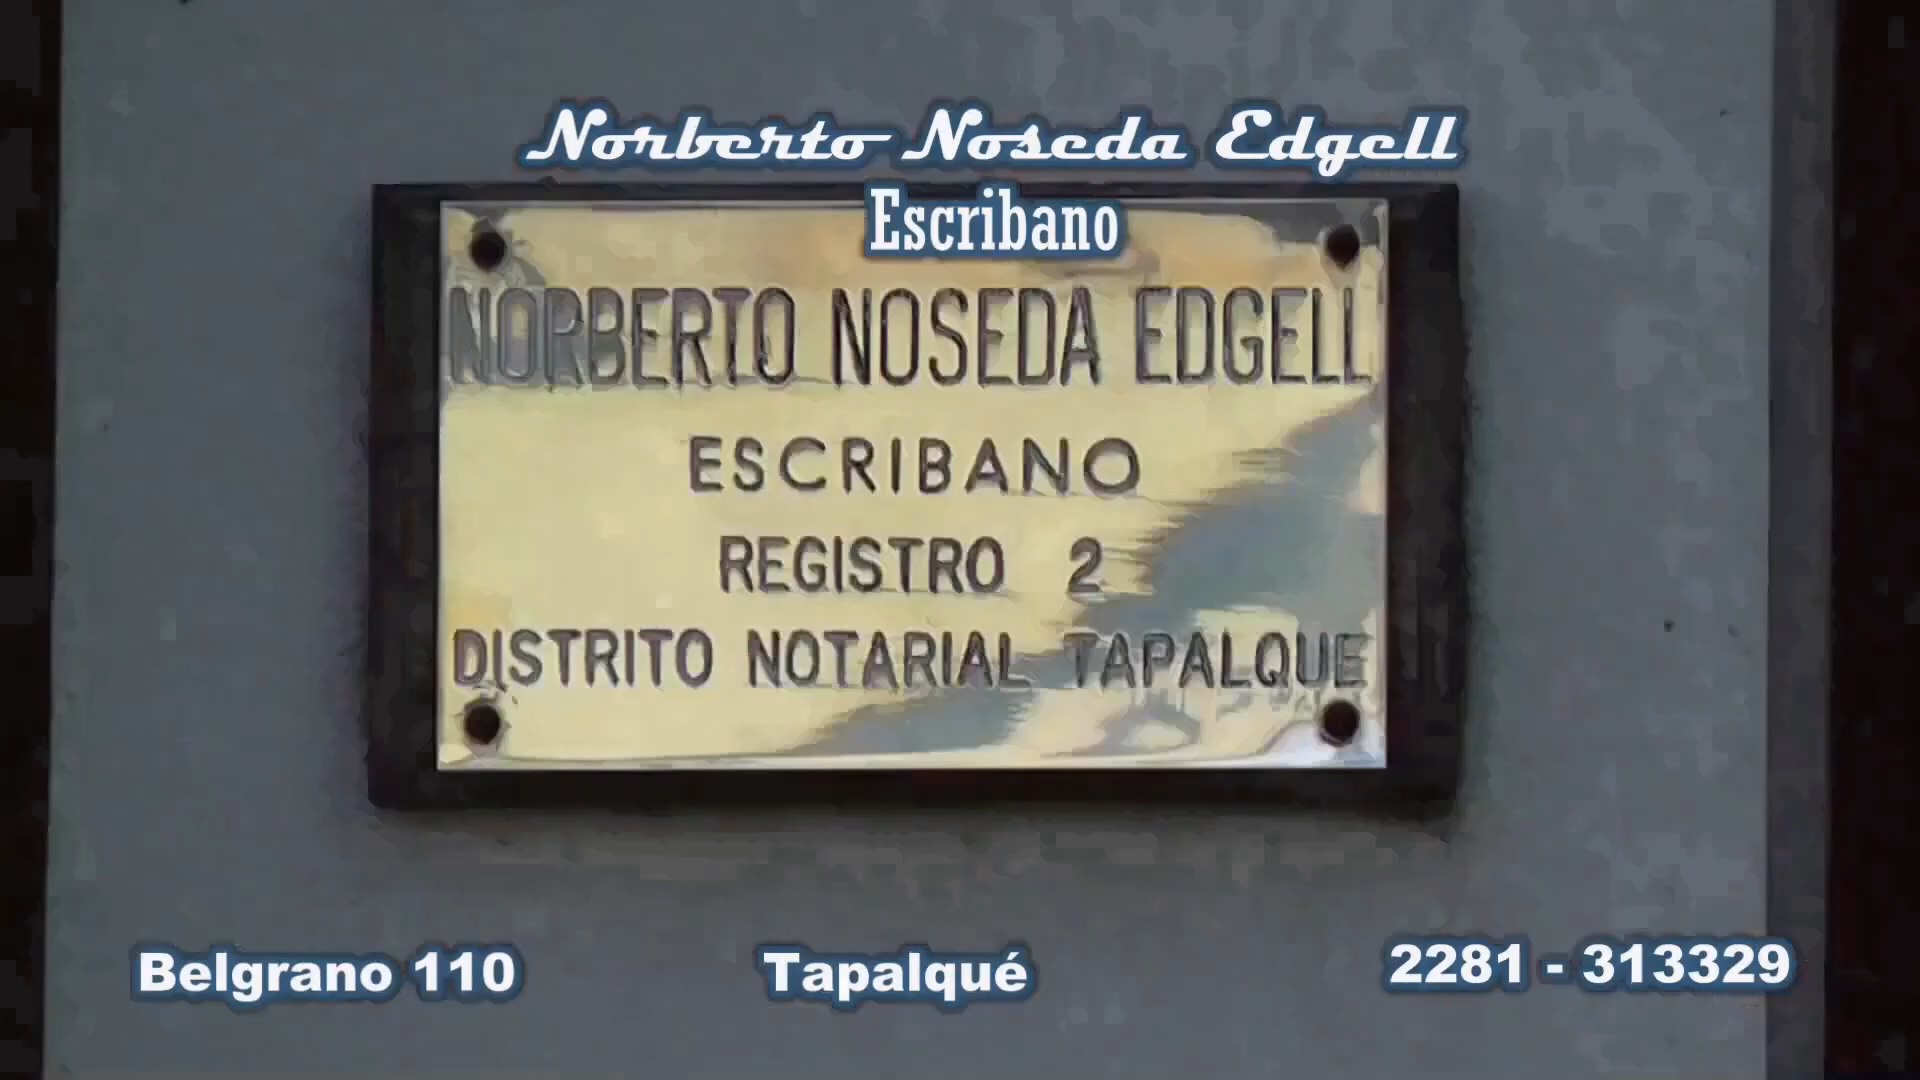 Norberto Noseda Edgell
Escribano
NORBERTO NOSEDA EDGELL
ESCRIBANO
REGISTRO 2
DISTRITO NOTARIAL TAPALQUE
Belgrano 110
Tapalqué
2281 - 313329